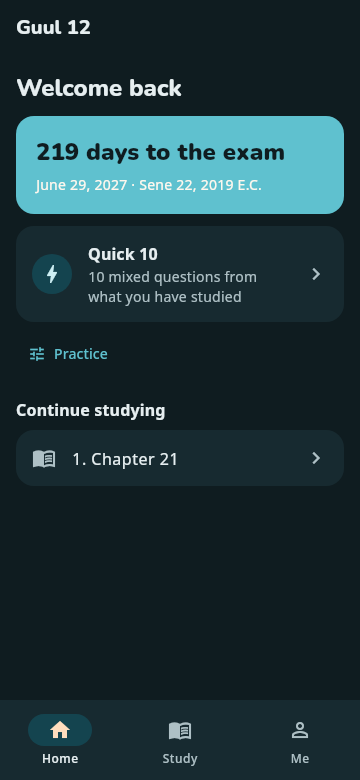 Guul 12
Welcome back
219 days to the exam
June 29, 2027 · Sene 22, 2019 E.C.
Quick 10
10 mixed questions from
what you have studied
Practice
Continue studying
1. Chapter 21
Home
Study
Me